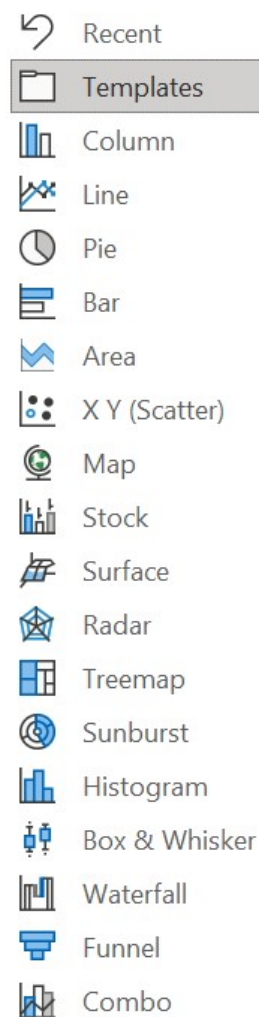 Recent
Templates
Column
Line
Pie
Bar
Area
X Y (Scatter)
Map
Stock
Surface
Radar
Treemap
Sunburst
Histogram
Box & Whisker
Waterfall
Funnel
Combo